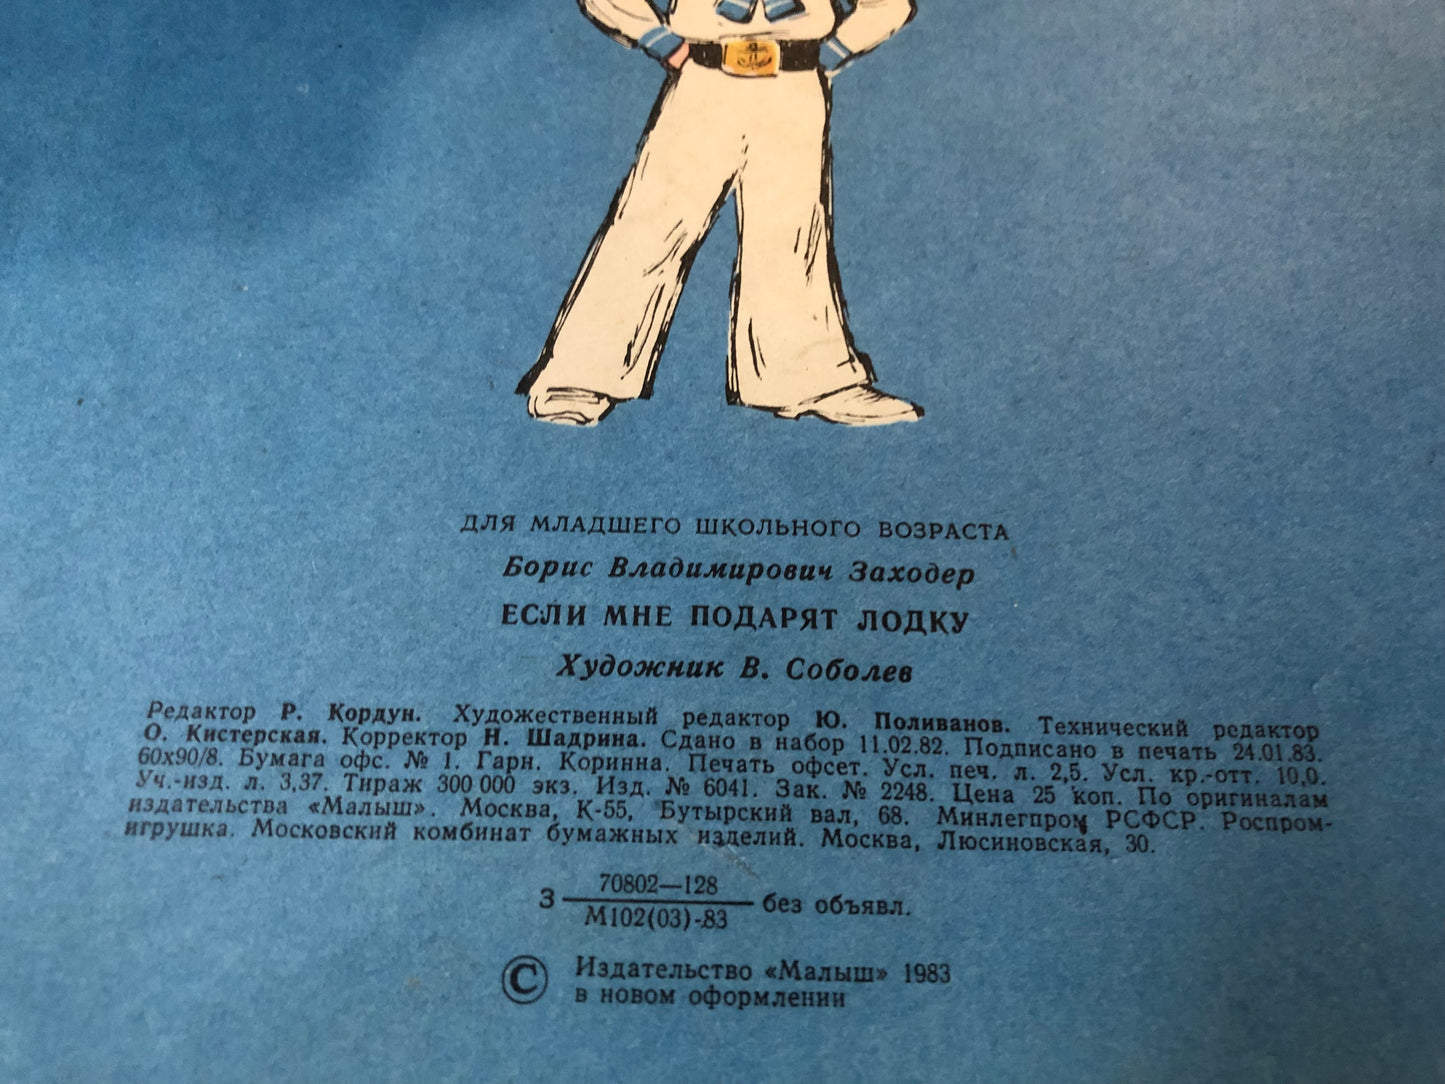 ДЛЯ МЛАДШЕГО ШКОЛЬНОГО ВОЗРАСТА
Борис Владимирович Заходер
ЕСЛИ МНЕ ПОДАРЯТ ЛОДКУ
Художник В. Соболев
Редактор Р. Кордун. Художественный редактор Ю. Поливанов. Технический редактор
О. Кистерская. Корректор Н. Шадрина. Сдано в набор 11.02.82. Подписано в печать 24.01.83.
60х90/8. Бумага офс. № 1. Гарн. Коринна. Печать офсет. Усл. печ. л. 2,5. Усл. кр.-отт. 10,0.
Уч.-изд. л. 3,37. Тираж 300 000 экз. Изд. № 6041. Зак. № 2248. Цена 25 коп. По оригиналам
издательства «Малыш». Москва, К-55, Бутырский вал, 68. Минлегпром РСФСР. Роспром-
игрушка. Московский комбинат бумажных изделий. Москва, Люсиновская, 30.
70802—128
З — без объявл.
М102(03)-83
© Издательство «Малыш» 1983
в новом оформлении